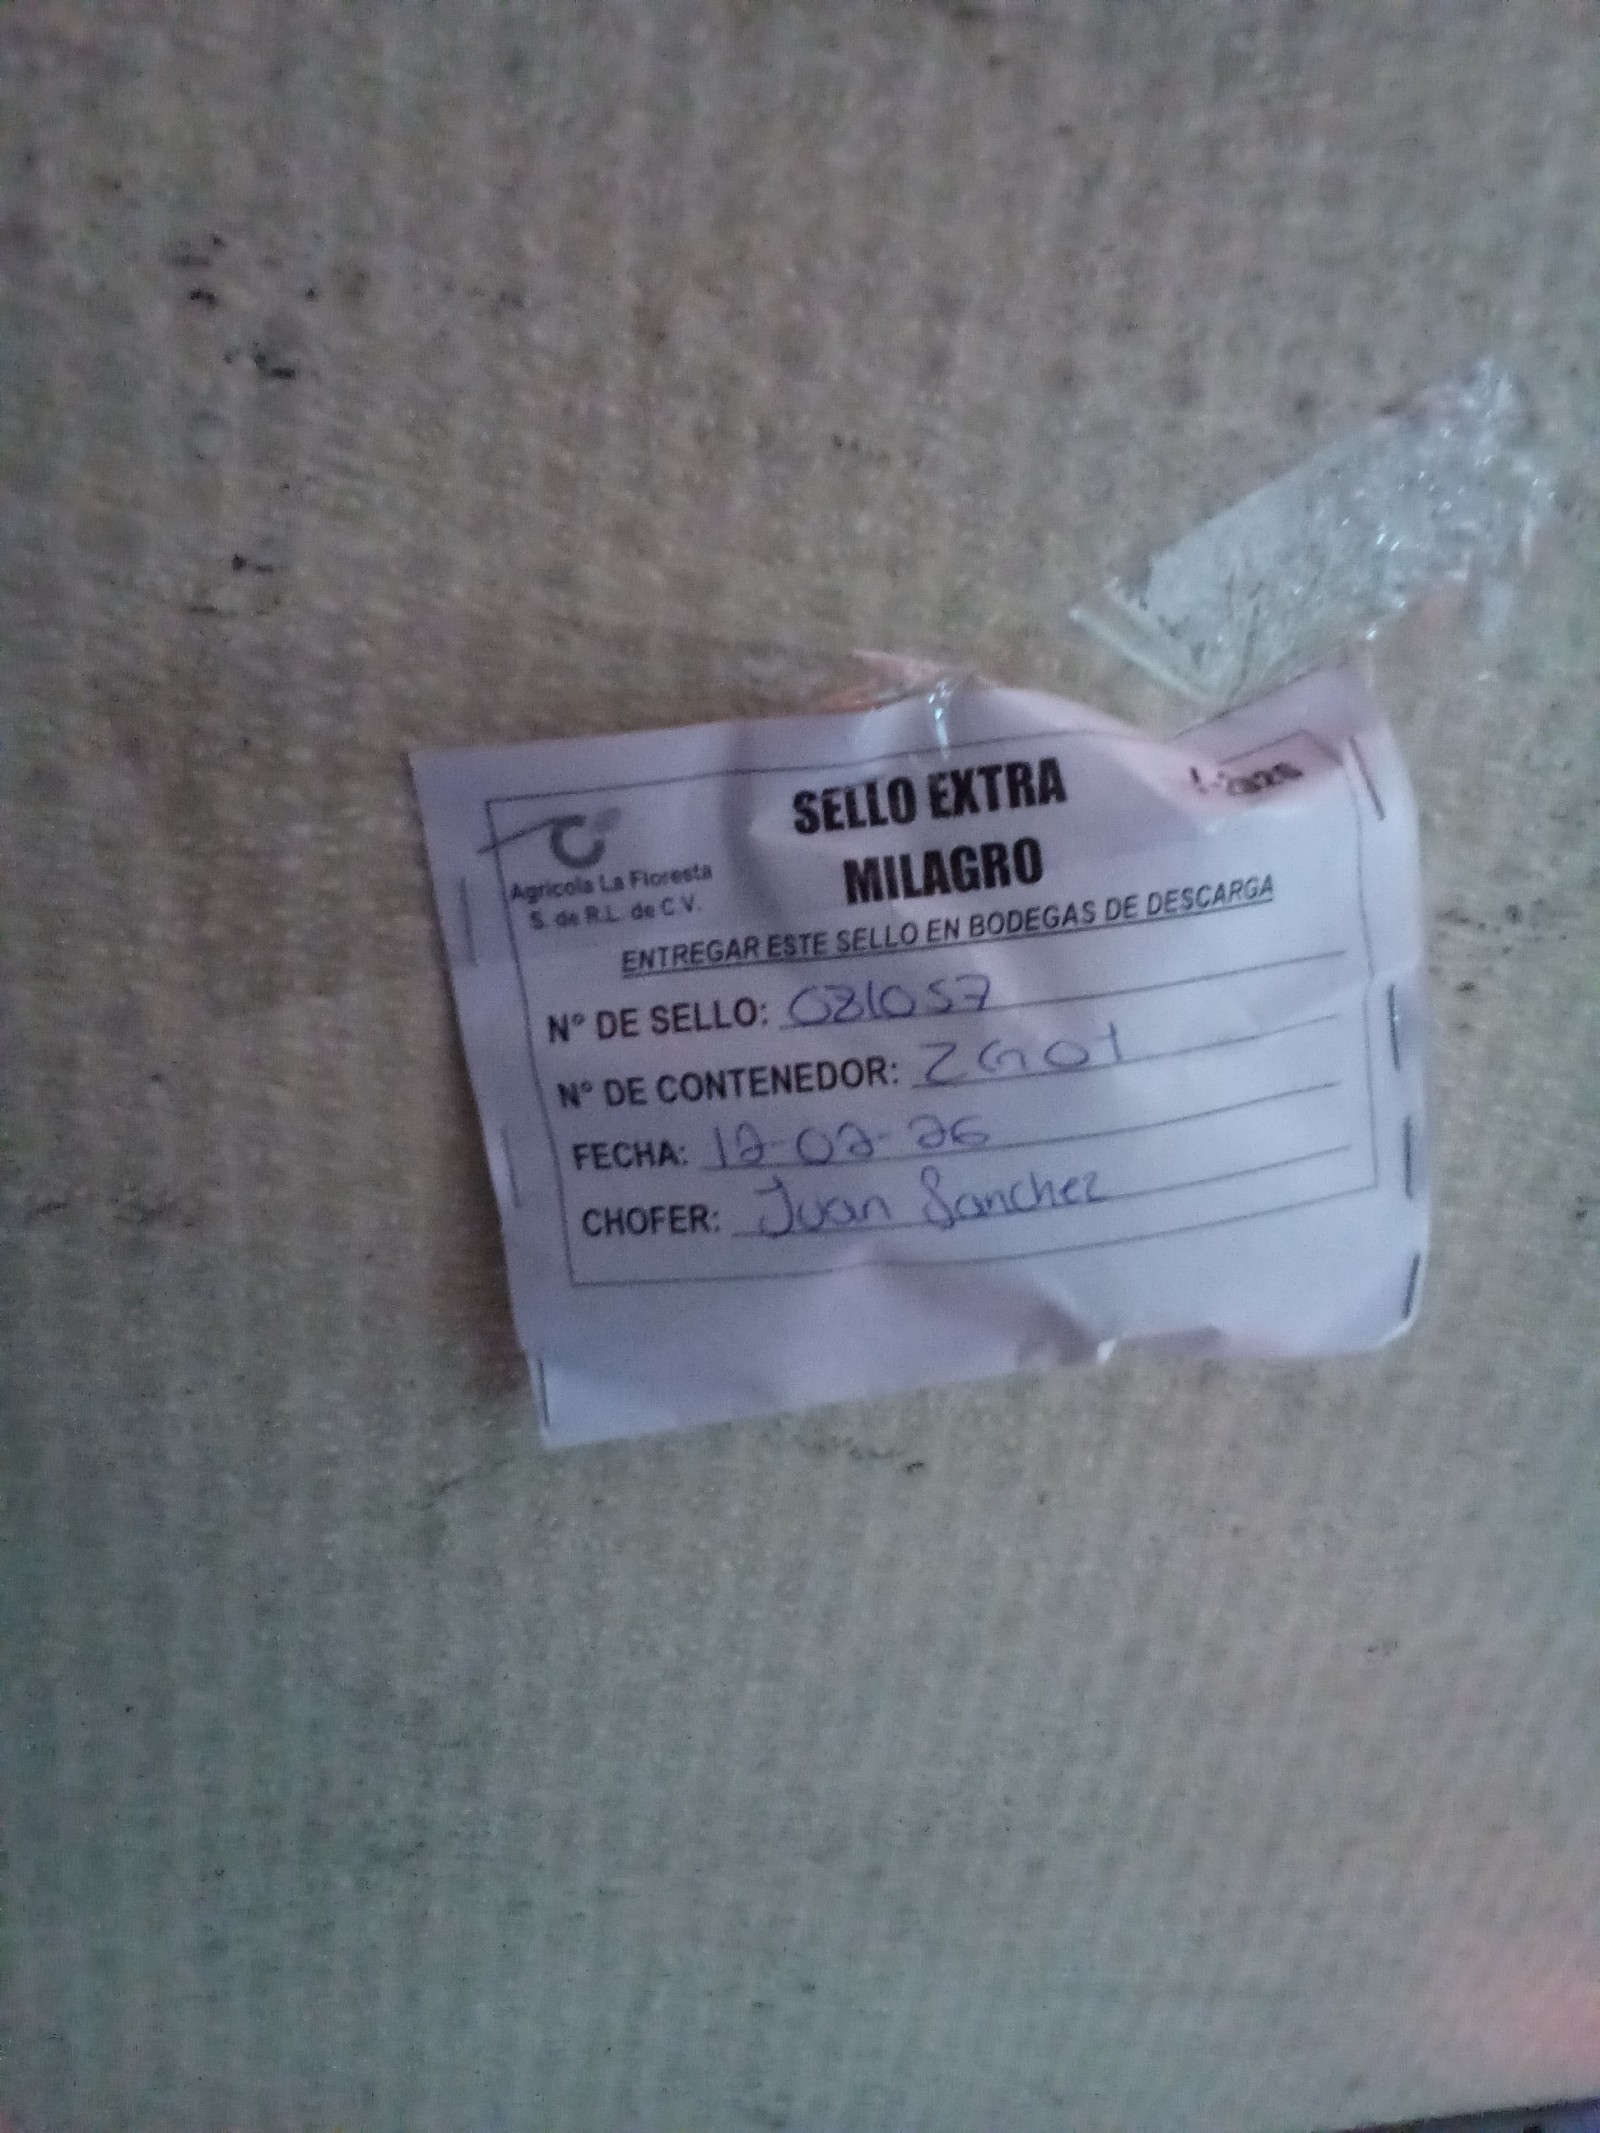 SELLO EXTRA
MILAGRO
Agrícola La Floresta
S. de R.L. de C.V.
ENTREGAR ESTE SELLO EN BODEGAS DE DESCARGA
N° DE SELLO: 081057
N° DE CONTENEDOR: ZG01
FECHA: 12-02-26
CHOFER: Juan Sanchez